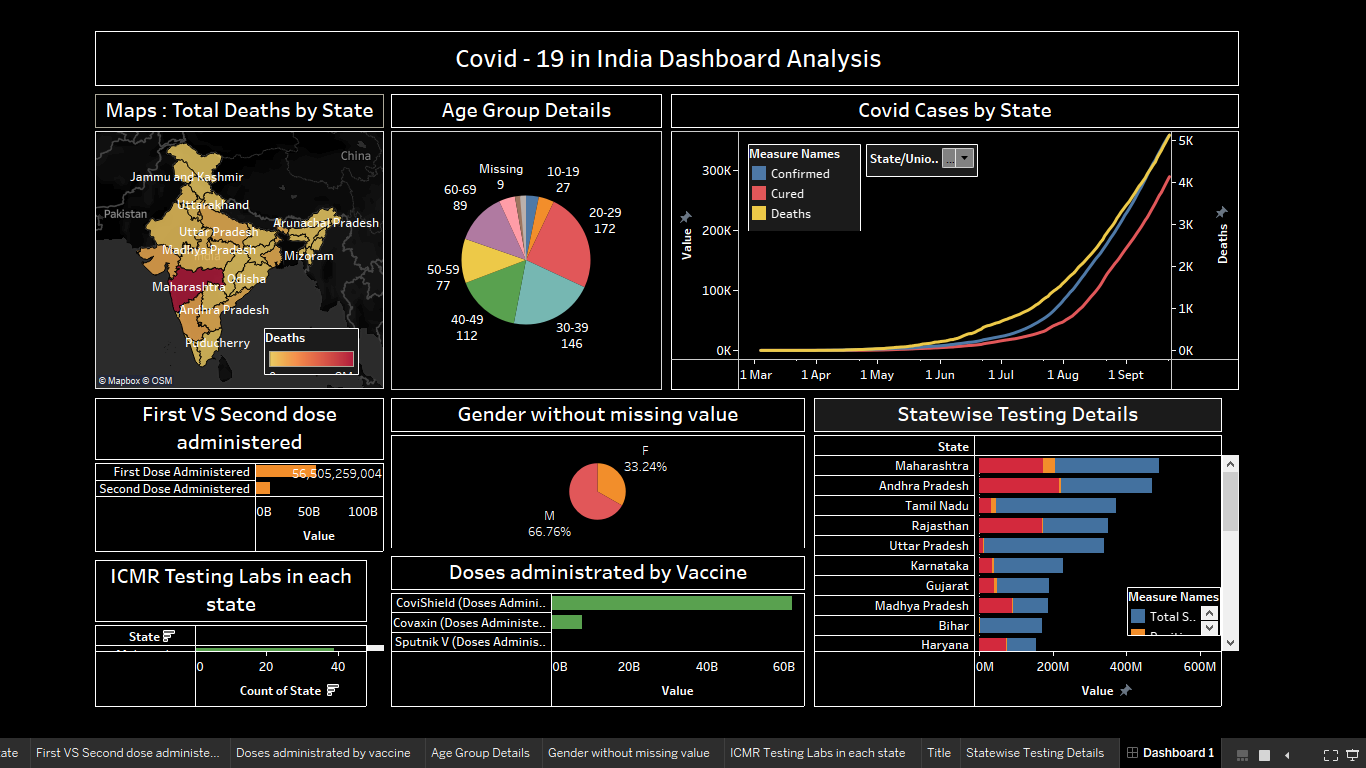 Covid - 19 in India Dashboard Analysis
Maps : Total Deaths by State
China
Jammu and Kashmir
Uttarakhand
Pakistan
Arunachal Pradesh
Uttar Pradesh
Madhya Pradesh
India
Mizoram
Odisha
Maharashtra
Andhra Pradesh
Puducherry
Deaths
© Mapbox © OSM
Age Group Details
Missing
9
10-19
27
60-69
89
20-29
172
50-59
77
40-49
112
30-39
146
Covid Cases by State
Measure Names
Confirmed
Cured
Deaths
State/Unio..
...
Value
300K
200K
100K
0K
5K
4K
3K
2K
1K
0K
Deaths
1 Mar
1 Apr
1 May
1 Jun
1 Jul
1 Aug
1 Sept
First VS Second dose
administered
First Dose Administered
56,505,259,004
Second Dose Administered
0B
50B
100B
Value
Gender without missing value
F
33.24%
M
66.76%
Statewise Testing Details
State
Maharashtra
Andhra Pradesh
Tamil Nadu
Rajasthan
Uttar Pradesh
Karnataka
Gujarat
Madhya Pradesh
Bihar
Haryana
0M
200M
400M
600M
Value
Measure Names
Total S..
ICMR Testing Labs in each
state
State
0
20
40
Count of State
Doses administrated by Vaccine
CoviShield (Doses Admini..
Covaxin (Doses Administe..
Sputnik V (Doses Adminis..
0B
20B
40B
60B
Value
tate
First VS Second dose administe...
Doses administrated by vaccine
Age Group Details
Gender without missing value
ICMR Testing Labs in each state
Title
Statewise Testing Details
Dashboard 1